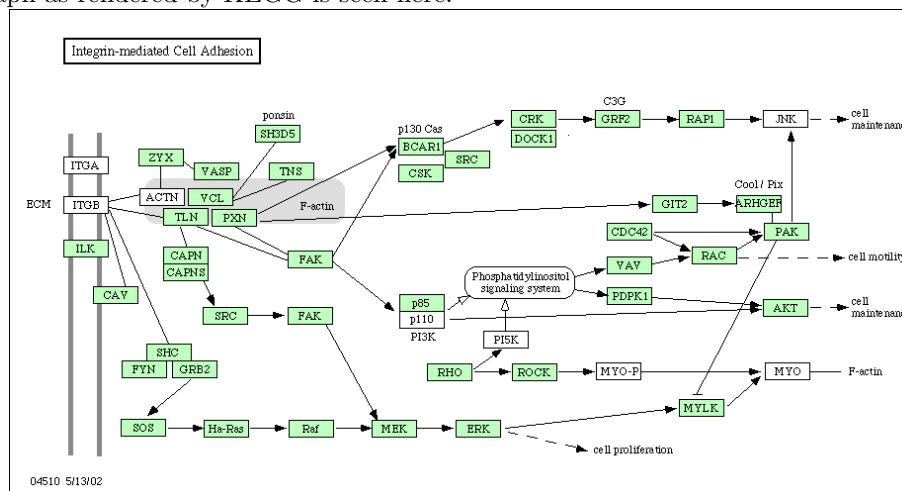 aph as rendered by KEGG is seen here.
Integrin-mediated Cell Adhesion
C3G
ponsin
CRK
GRF2
RAP1
JNK
cell
maintenanc
SH3D5
p130 Cas
DOCK1
BCAR1
ZYX
SRC
ITGA
VASP
TNS
CSK
Cool / Pix
ACTN
VCL
ECM
ITGB
F-actin
GIT2
ARHGEF
TLN
PXN
CDC42
PAK
ILK
CAPN
FAK
RAC
cell motility
CAPNS
VAV
Phosphatidylinositol
signaling system
CAV
p85
PDPK1
cell
maintenanc
SRC
FAK
p110
AKT
PI3K
PI5K
SHC
FYN
GRB2
RHO
ROCK
MYO-P
MYO
F-actin
MYLK
SOS
Ha-Ras
Raf
MEK
ERK
cell proliferation
04510 5/13/02